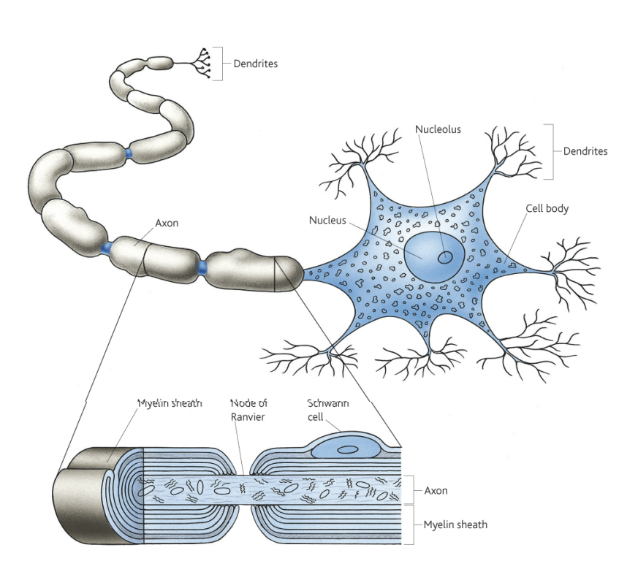 Dendrites
Nucleolus
Dendrites
Cell body
Nucleus
Axon
Myelin sheath
Node of
Ranvier
Schwann
cell
Axon
Myelin sheath